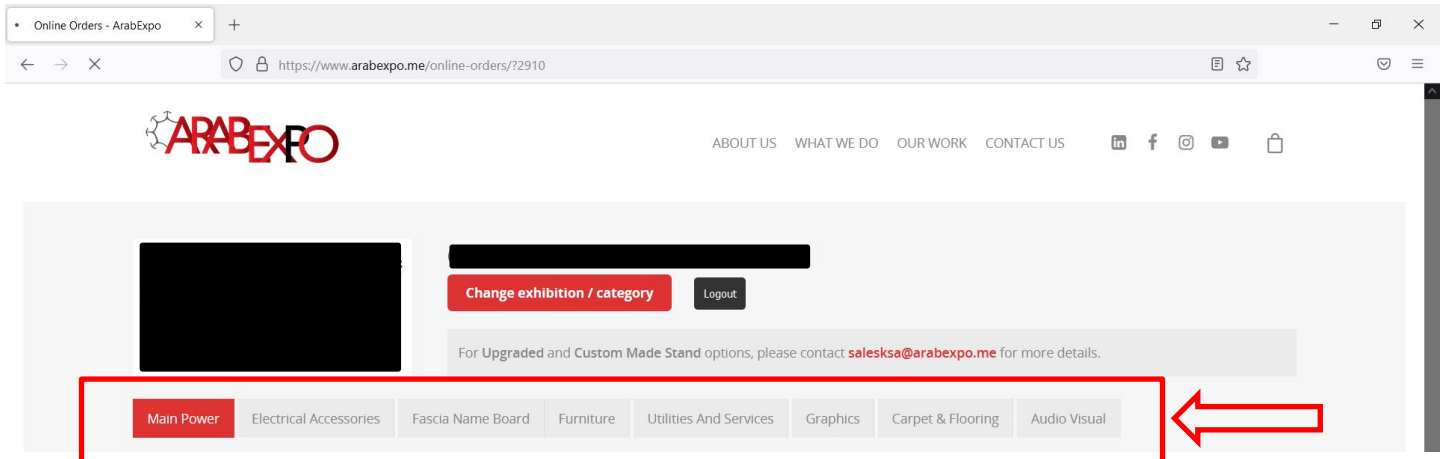 Online Orders - ArabExpo
https://www.arabexpo.me/online-orders/?2910
ARABEXPO
ABOUT US WHAT WE DO OUR WORK CONTACT US
Change exhibition / category
Logout
For Upgraded and Custom Made Stand options, please contact salesksa@arabexpo.me for more details.
Main Power Electrical Accessories Fascia Name Board Furniture Utilities And Services Graphics Carpet & Flooring Audio Visual